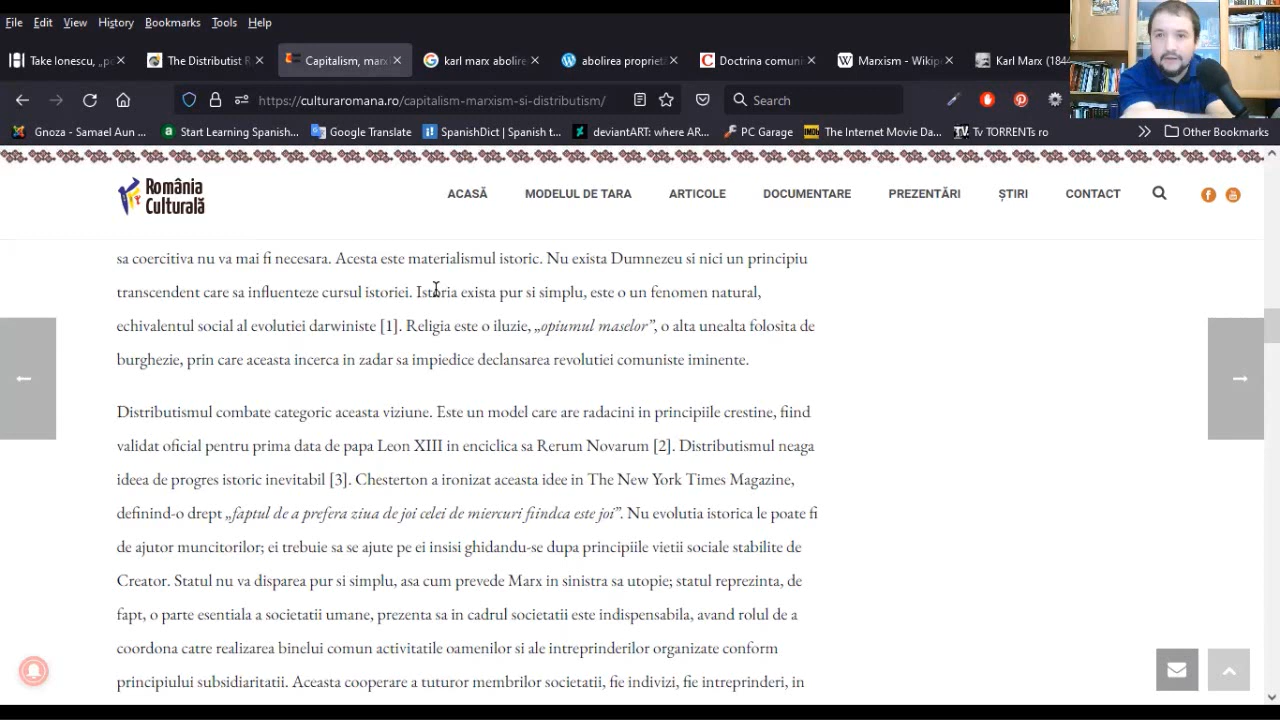 File Edit View History Bookmarks Tools Help
Take Ionescu, „p
The Distributist R
Capitalism, marx
karl marx abolire
abolirea propriet
Doctrina comuni
Marxism - Wikip
Karl Marx (1844
https://culturaromana.ro/capitalism-marxism-si-distributism/
Search
Gnoza - Samael Aun ...
Start Learning Spanish...
Google Translate
SpanishDict | Spanish t...
deviantART: where AR...
PC Garage
IMDb
The Internet Movie Da...
TV
Tv TORRENTs ro
Other Bookmarks
România
Culturală
ACASĂ MODELUL DE TARA ARTICOLE DOCUMENTARE PREZENTĂRI ȘTIRI CONTACT
sa coercitiva nu va mai fi necesara. Acesta este materialismul istoric. Nu exista Dumnezeu si nici un principiu
transcendent care sa influenteze cursul istoriei. Istoria exista pur si simplu, este o un fenomen natural,
echivalentul social al evolutiei darwiniste [1]. Religia este o iluzie, „opiumul maselor”, o alta unealta folosita de
burghezie, prin care aceasta incerca in zadar sa impiedice declansarea revolutiei comuniste iminente.
Distributismul combate categoric aceasta viziune. Este un model care are radacini in principiile crestine, fiind
validat oficial pentru prima data de papa Leon XIII in enciclica sa Rerum Novarum [2]. Distributismul neaga
ideea de progres istoric inevitabil [3]. Chesterton a ironizat aceasta idee in The New York Times Magazine,
definind-o drept „faptul de a prefera ziua de joi celei de miercuri fiindca este joi”. Nu evolutia istorica le poate fi
de ajutor muncitorilor; ei trebuie sa se ajute pe ei insisi ghidandu-se dupa principiile vietii sociale stabilite de
Creator. Statul nu va disparea pur si simplu, asa cum prevede Marx in sinistra sa utopie; statul reprezinta, de
fapt, o parte esentiala a societatii umane, prezenta sa in cadrul societatii este indispensabila, avand rolul de a
coordona catre realizarea binelui comun activitatile oamenilor si ale intreprinderilor organizate conform
principiului subsidiaritatii. Aceasta cooperare a tuturor membrilor societatii, fie indivizi, fie intreprinderi, in